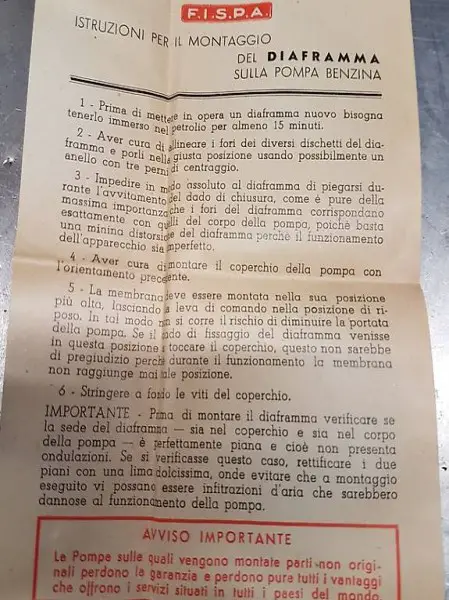 F.I.S.P.A.
ISTRUZIONI PER IL MONTAGGIO
DEL DIAFRAMMA
SULLA POMPA BENZINA
1 - Prima di mettere in opera un diaframma nuovo bisogna
tenerlo immerso nel petrolio per almeno 15 minuti.
2 - Aver cura di allineare i fori dei diversi dischetti del dia-
framma e porli nella giusta posizione usando possibilmente un
anello con tre perni di centraggio.
3 - Impedire in modo assoluto al diaframma di piegarsi du-
rante l'avvitamento del dado di chiusura, come è pure della
massima importanza che i fori del diaframma corrispondano
esattamente con quelli del corpo della pompa, poichè basta
una minina distorsione del diaframma perchè il funzionamento
dell'apparecchio sia imperfetto.
4 - Aver cura di montare il coperchio della pompa con
l'orientamento precedente.
5 - La membrana deve essere montata nella sua posizione
più alta, lasciando la leva di comando nella posizione di ri-
poso. In tal modo non si corre il rischio di diminuire la portata
della pompa. Se il dado di fissaggio del diaframma venisse
in questa posizione a toccare il coperchio, questo non sarebbe
di pregiudizio perchè durante il funzionamento la membrana
non raggiunge mai tale posizione.
6 - Stringere a fondo le viti del coperchio.
IMPORTANTE - Prima di montare il diaframma verificare se
la sede del diaframma - sia nel coperchio e sia nel corpo
della pompa - è perfettamente piana e cioè non presenta
ondulazioni. Se si verificasse questo caso, rettificare i due
piani con una lima dolcissima, onde evitare che a montaggio
eseguito vi possano essere infiltrazioni d'aria che sarebbero
dannose al funzionamento della pompa.
AVVISO IMPORTANTE
Le Pompe sulle quali vengono montate parti non origi-
nali perdono la garanzia e perdono pure tutti i vantaggi
che offrono i servizi situati in tutti i paesi del mondo.